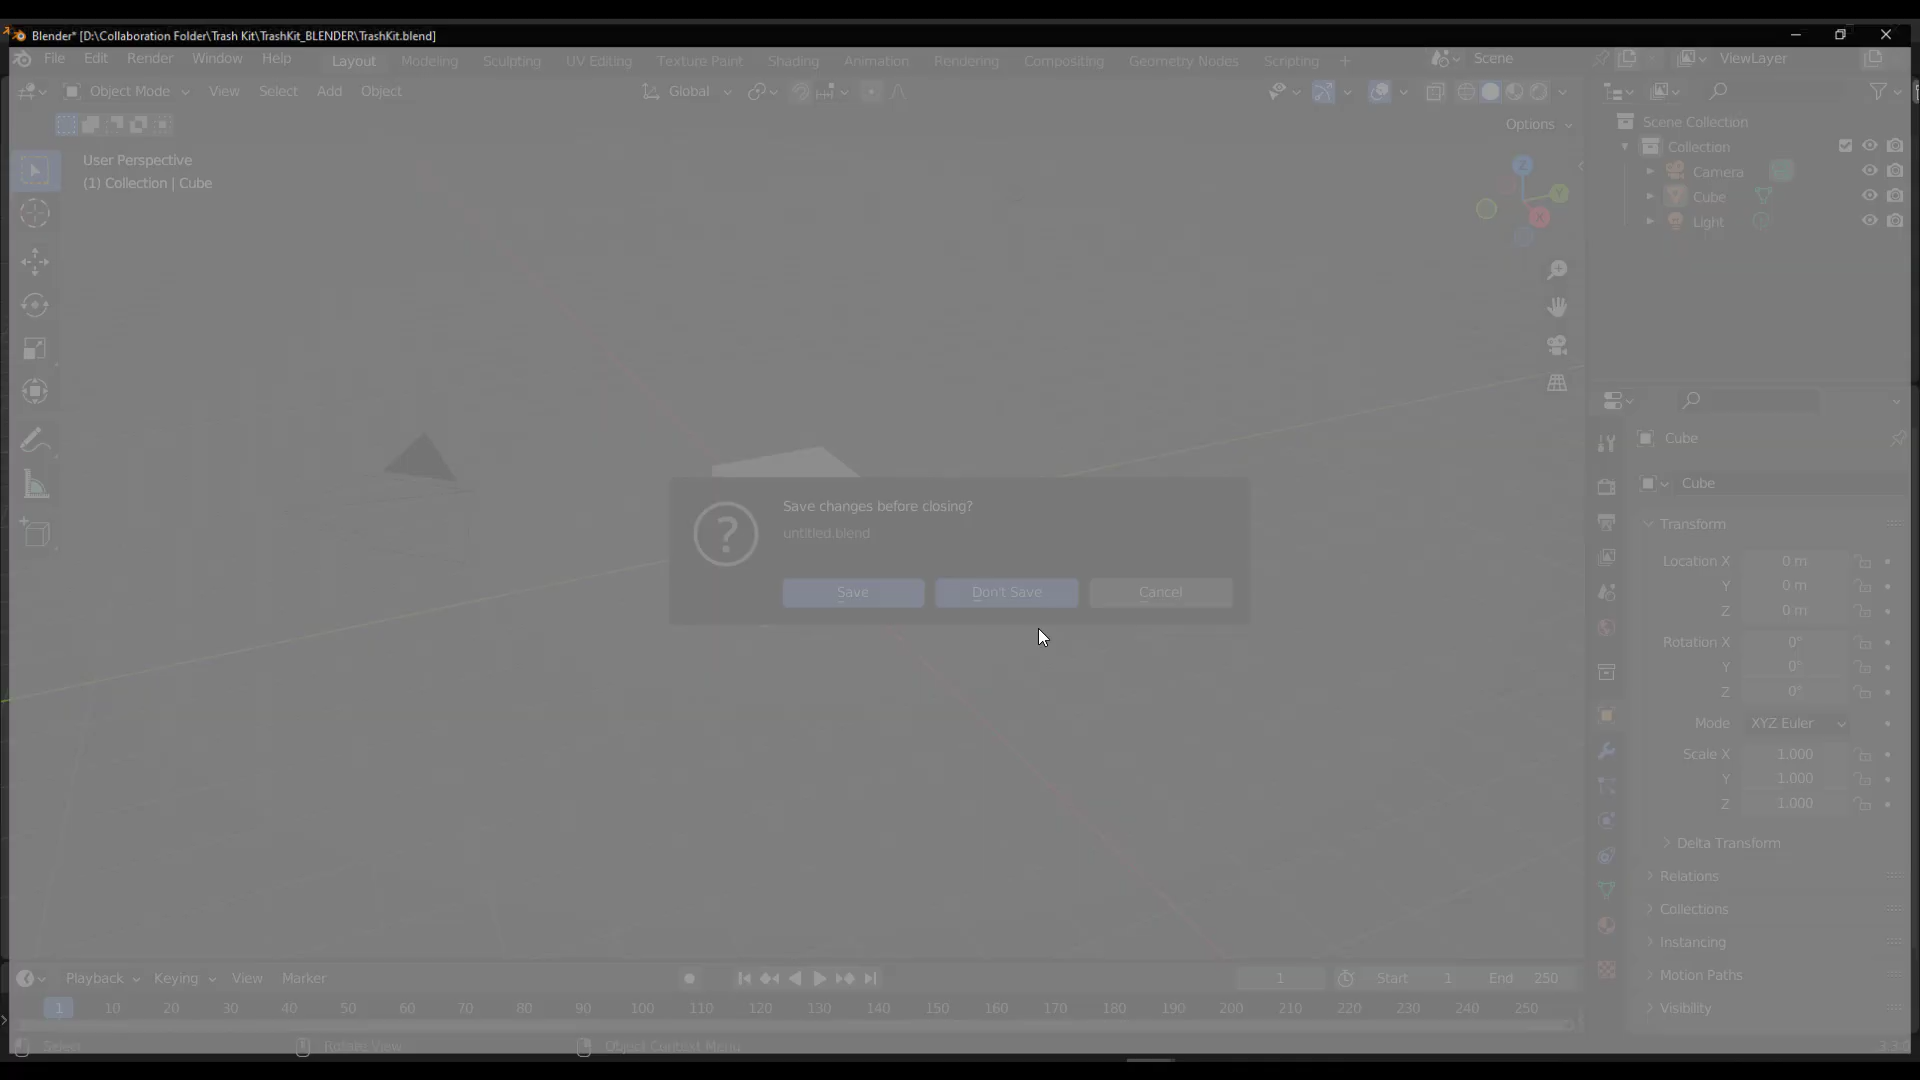 Blender* [D:\Collaboration Folder\Trash Kit\TrashKit_BLENDER\TrashKit.blend]
File Edit Render Window Help Layout Modeling Sculpting UV Editing Texture Paint Shading Animation Rendering Compositing Geometry Nodes Scripting + Scene ViewLayer
Object Mode View Select Add Object Global
Options
User Perspective
(1) Collection | Cube
Z
Y
X
Scene Collection
Collection
Camera
Cube
Light
Save changes before closing?
untitled.blend
Save Don't Save Cancel
Cube
Cube
Transform
Location X 0 m
Y 0 m
Z 0 m
Rotation X 0°
Y 0°
Z 0°
Mode XYZ Euler
Scale X 1.000
Y 1.000
Z 1.000
Delta Transform
Relations
Collections
Instancing
Motion Paths
Visibility
Playback Keying View Marker 1 Start 1 End 250
1 10 20 30 40 50 60 70 80 90 100 110 120 130 140 150 160 170 180 190 200 210 220 230 240 250
Select Rotate View Object Context Menu 3.3.0